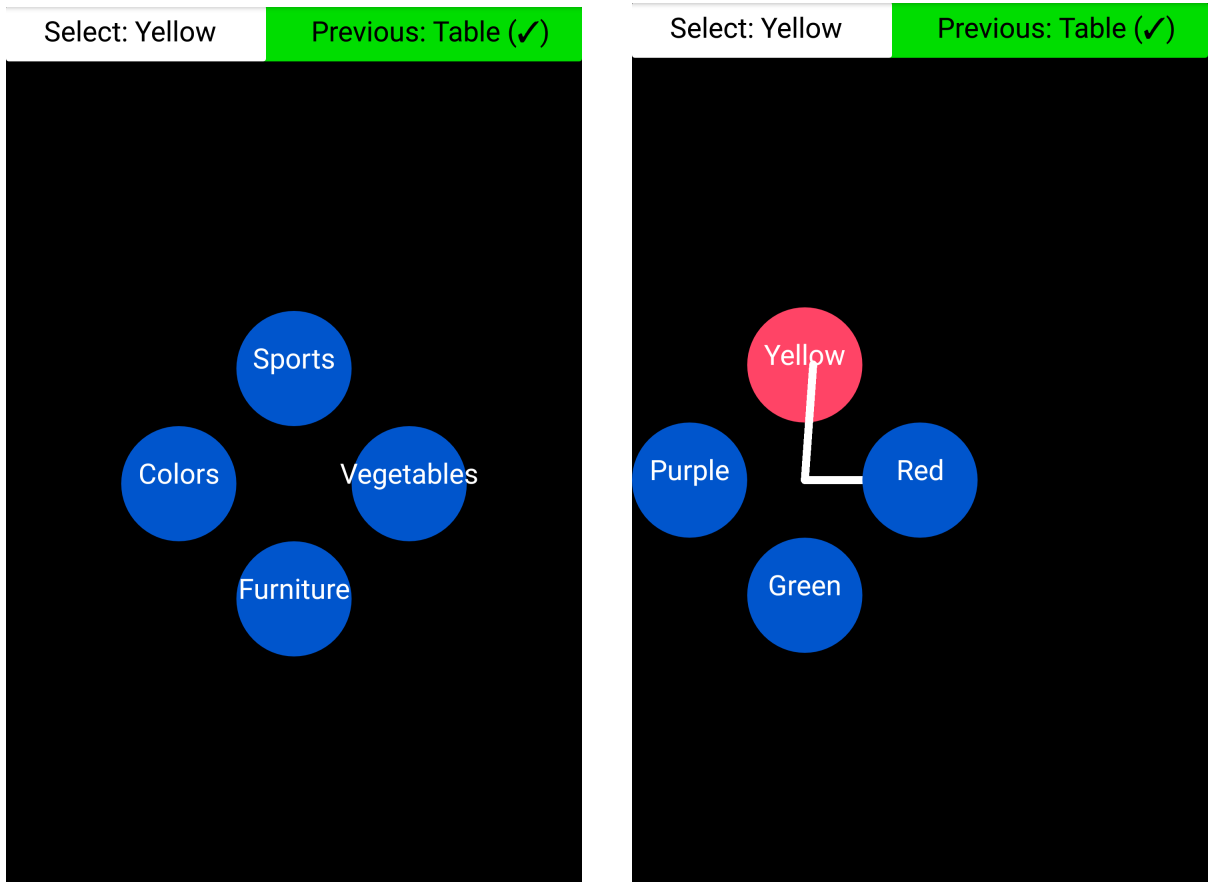 Select: Yellow
Previous: Table (✓)
Sports
Colors
Vegetables
Furniture
Select: Yellow
Previous: Table (✓)
Yellow
Purple
Red
Green